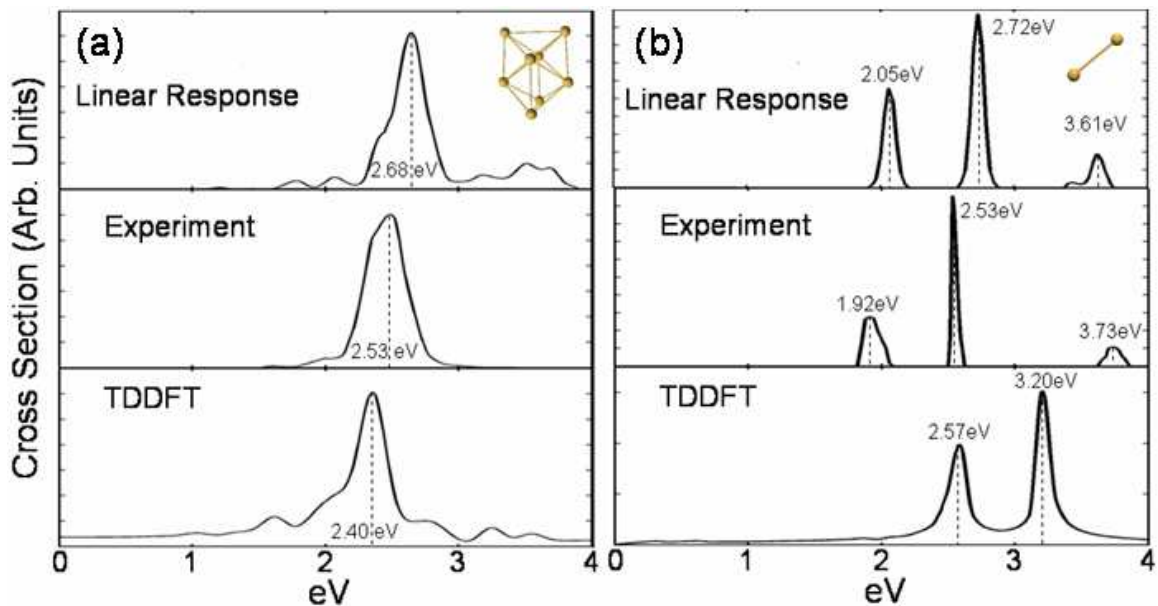 Cross Section (Arb. Units)
(a)
Linear Response
2.68 eV
Experiment
2.53 eV
TDDFT
2.40 eV
0 1 2 3 4
eV
(b)
Linear Response
2.05eV
2.72eV
3.61eV
Experiment
1.92eV
2.53eV
3.73eV
TDDFT
2.57eV
3.20eV
0 1 2 3 4
eV